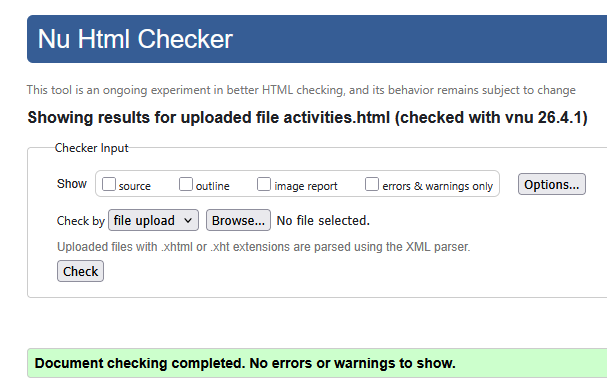 Nu Html Checker
This tool is an ongoing experiment in better HTML checking, and its behavior remains subject to change
Showing results for uploaded file activities.html (checked with vnu 26.4.1)
Checker Input
Show source outline image report errors & warnings only Options...
Check by file upload Browse... No file selected.
Uploaded files with .xhtml or .xht extensions are parsed using the XML parser.
Check
Document checking completed. No errors or warnings to show.